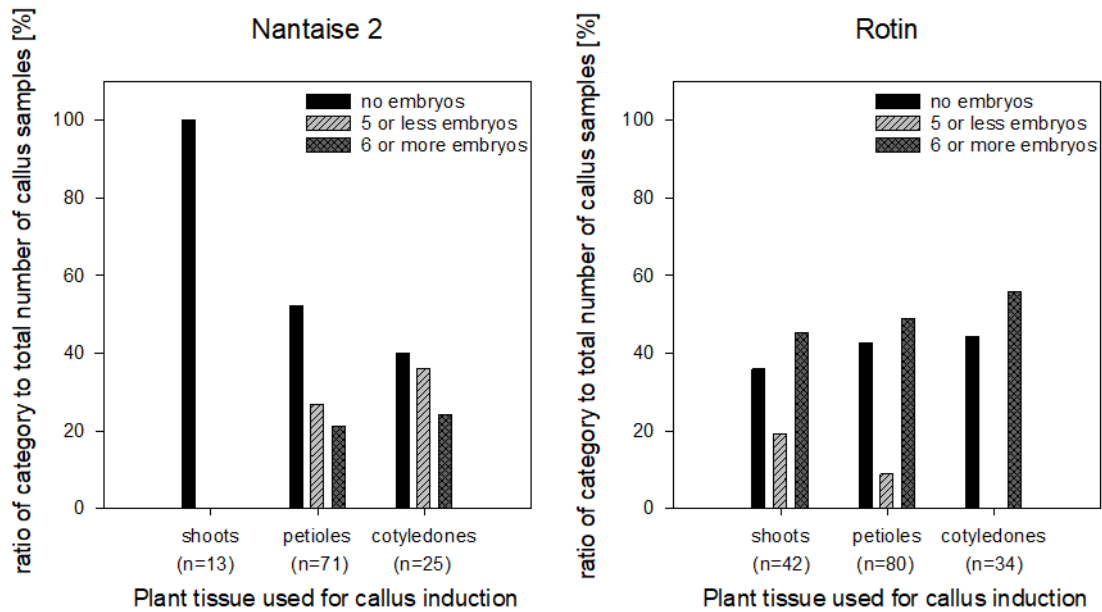 Nantaise 2
ratio of category to total number of callus samples [%]
no embryos
5 or less embryos
6 or more embryos
100
80
60
40
20
0
shoots petioles cotyledones
(n=13) (n=71) (n=25)
Plant tissue used for callus induction
Rotin
ratio of category to total number of callus samples [%]
no embryos
5 or less embryos
6 or more embryos
100
80
60
40
20
0
shoots petioles cotyledones
(n=42) (n=80) (n=34)
Plant tissue used for callus induction